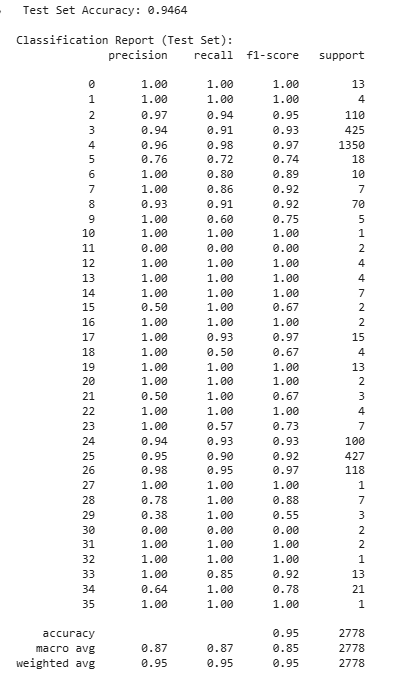 Test Set Accuracy: 0.9464
Classification Report (Test Set):
precision recall f1-score support
0 1.00 1.00 1.00 13
1 1.00 1.00 1.00 4
2 0.97 0.94 0.95 110
3 0.94 0.91 0.93 425
4 0.96 0.98 0.97 1350
5 0.76 0.72 0.74 18
6 1.00 0.80 0.89 10
7 1.00 0.86 0.92 7
8 0.93 0.91 0.92 70
9 1.00 0.60 0.75 5
10 1.00 1.00 1.00 1
11 0.00 0.00 0.00 2
12 1.00 1.00 1.00 4
13 1.00 1.00 1.00 4
14 1.00 1.00 1.00 7
15 0.50 1.00 0.67 2
16 1.00 1.00 1.00 2
17 1.00 0.93 0.97 15
18 1.00 0.50 0.67 4
19 1.00 1.00 1.00 13
20 1.00 1.00 1.00 2
21 0.50 1.00 0.67 3
22 1.00 1.00 1.00 4
23 1.00 0.57 0.73 7
24 0.94 0.93 0.93 100
25 0.95 0.90 0.92 427
26 0.98 0.95 0.97 118
27 1.00 1.00 1.00 1
28 0.78 1.00 0.88 7
29 0.38 1.00 0.55 3
30 0.00 0.00 0.00 2
31 1.00 1.00 1.00 2
32 1.00 1.00 1.00 1
33 1.00 0.85 0.92 13
34 0.64 1.00 0.78 21
35 1.00 1.00 1.00 1
accuracy 0.95 2778
macro avg 0.87 0.87 0.85 2778
weighted avg 0.95 0.95 0.95 2778